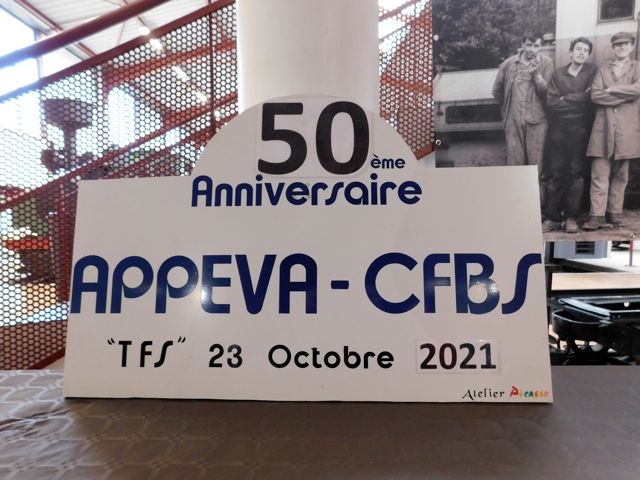 50ème
Anniversaire
APPEVA - CFBS
"TFS" 23 Octobre 2021
Atelier Picasso